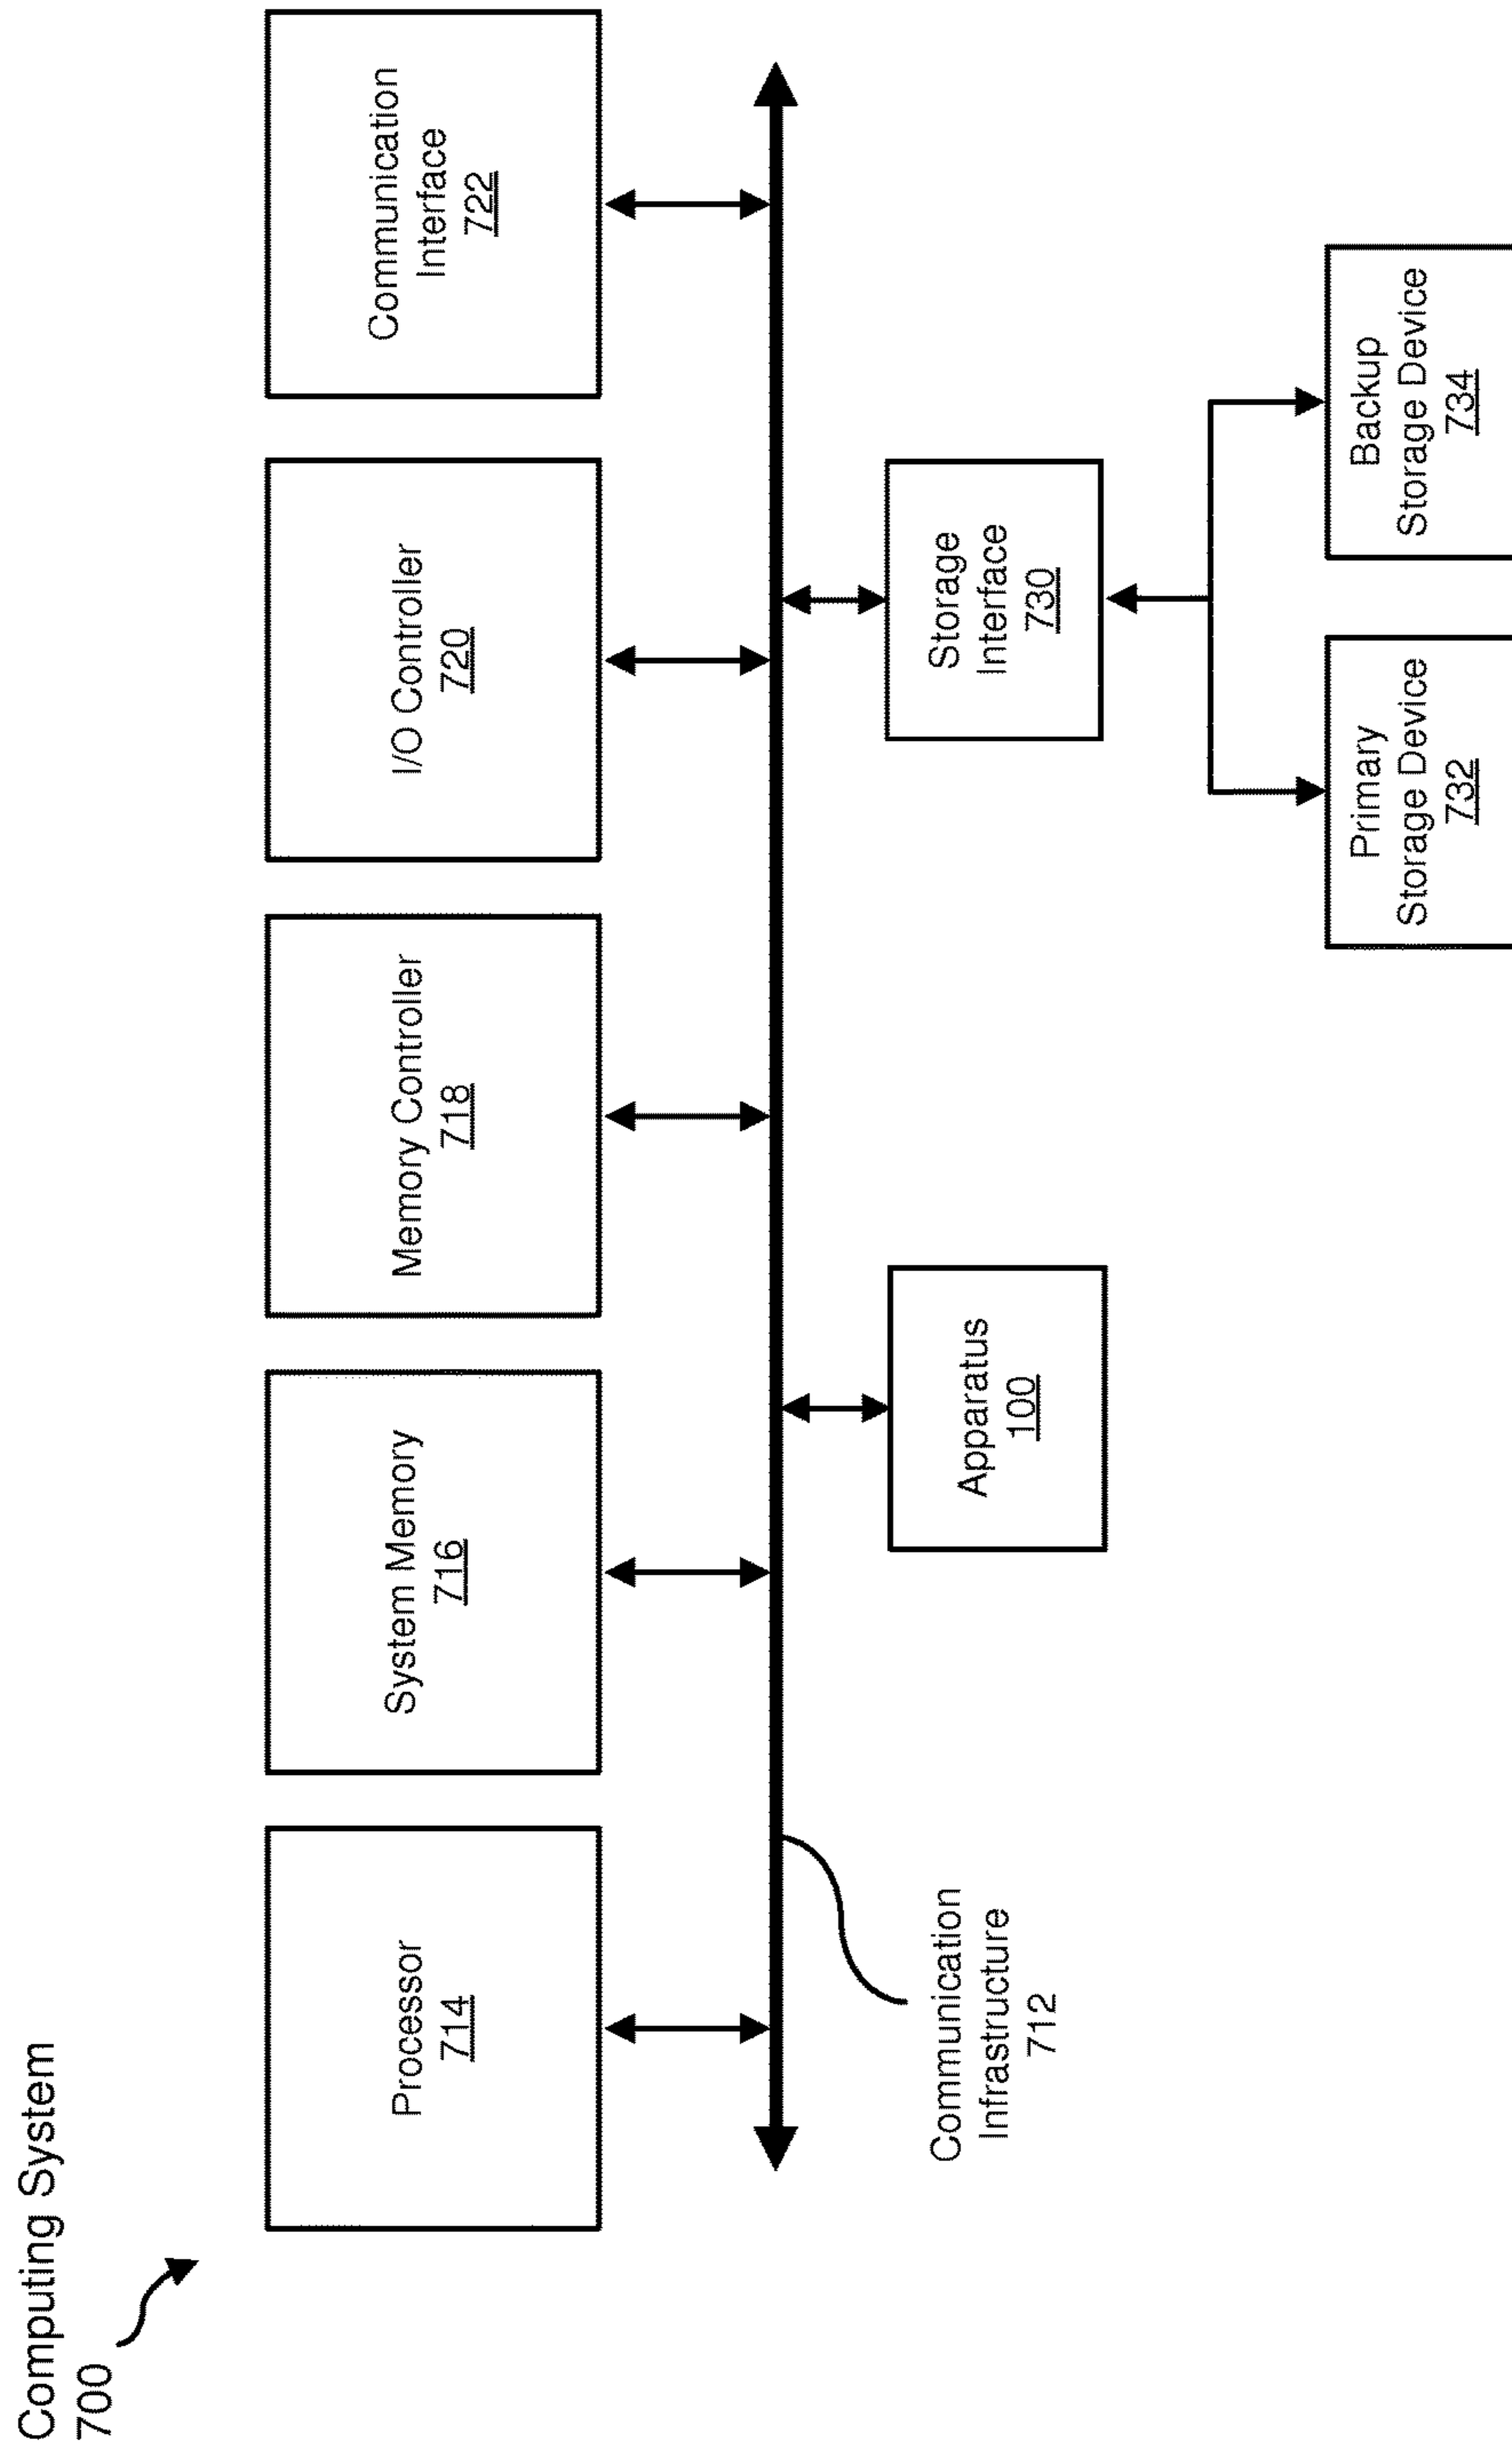 Computing System
700
Processor
714
System Memory
716
Memory Controller
718
I/O Controller
720
Communication
Interface
722
Communication
Infrastructure
712
Apparatus
100
Storage
Interface
730
Primary
Storage Device
732
Backup
Storage Device
734